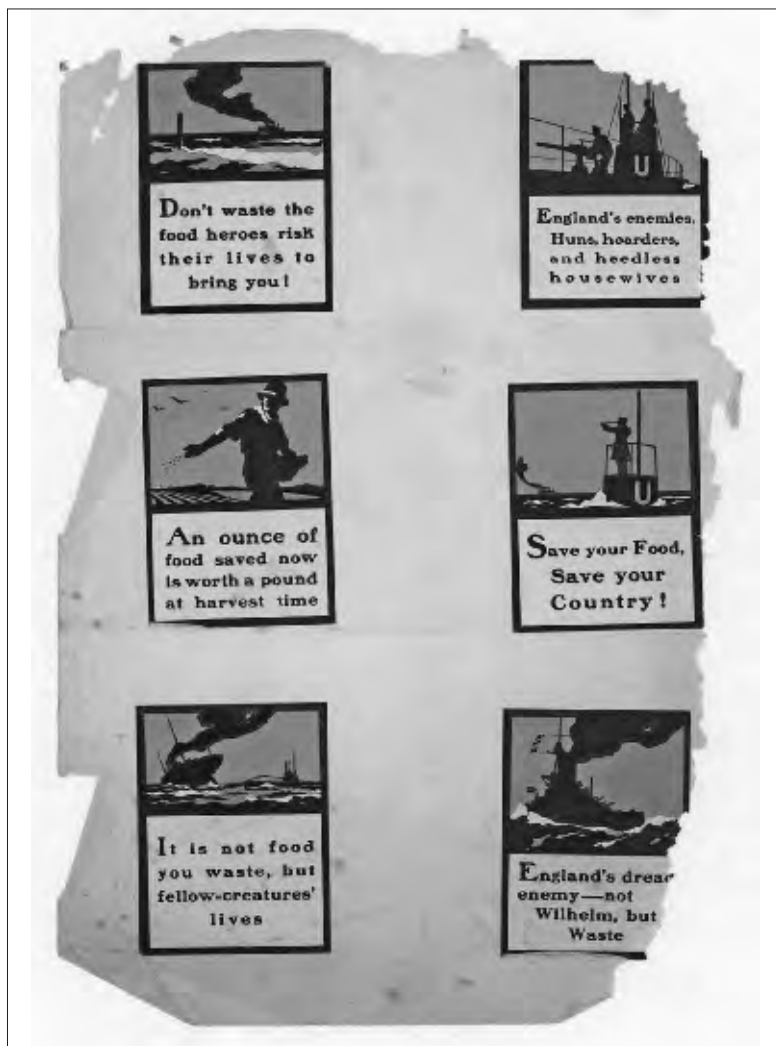 Don't waste the
food heroes risk
their lives to
bring you!
U
England's enemies,
Huns, hoarders,
and heedless
housewives
An ounce of
food saved now
is worth a pound
at harvest time
U
Save your Food,
Save your
Country!
It is not food
you waste, but
fellow-creatures'
lives
England's dread
enemy—not
Wilhelm, but
Waste